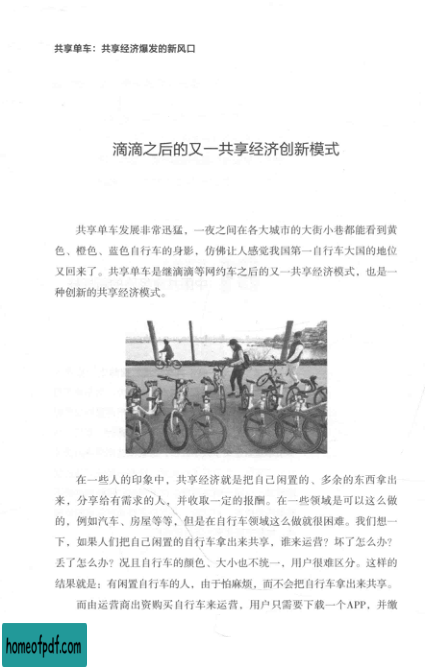 共享单车：共享经济爆发的新风口
滴滴之后的又一共享经济创新模式
共享单车发展非常迅猛，一夜之间在各大城市的大街小巷都能看到黄
色、橙色、蓝色自行车的身影，仿佛让人感觉我国第一自行车大国的地位
又回来了。共享单车是继滴滴等网约车之后的又一共享经济模式，也是一
种创新的共享经济模式。
在一些人的印象中，共享经济就是把自己闲置的、多余的东西拿出
来，分享给有需求的人，并收取一定的报酬。在一些领域是可以这么做
的，例如汽车、房屋等等，但是在自行车领域这么做就很困难。我们想一
下，如果人们把自己闲置的自行车拿出来共享，谁来运营？坏了怎么办？
丢了怎么办？况且自行车的颜色、大小也不统一，用户很难区分。这样的
结果就是：有闲置自行车的人，由于怕麻烦，而不会把自行车拿出来共享。
而由运营商出资购买自行车来运营，用户只需要下载一个APP，并缴
homeofpdf.com